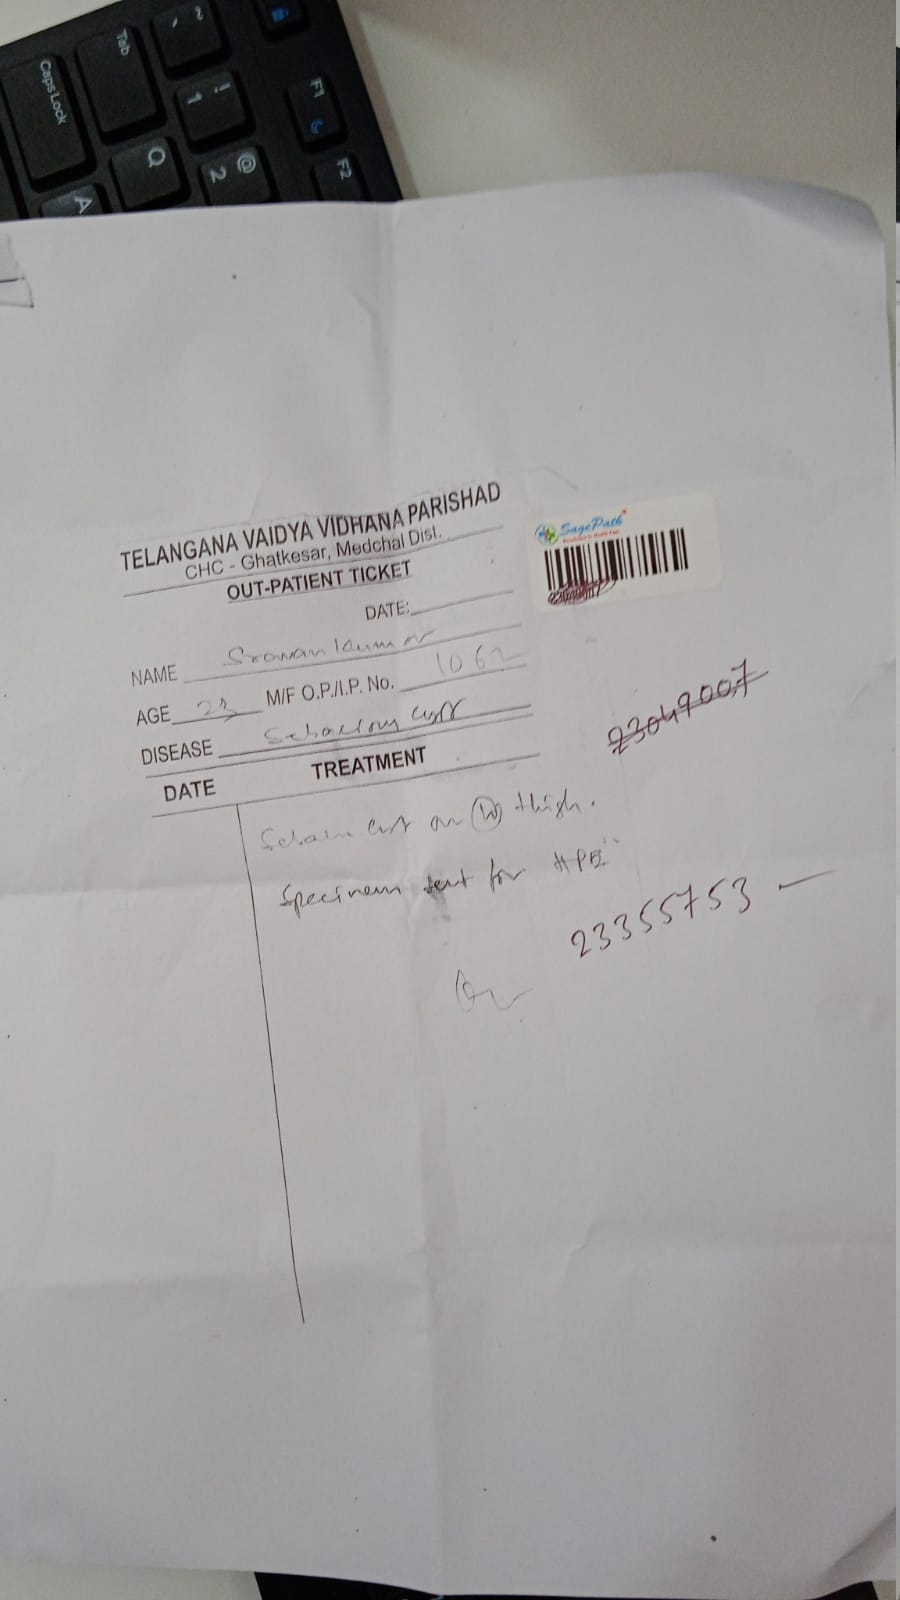 Caps Lock
Tab
Q
A
!
1
@
2
F1
F2
TELANGANA VAIDYA VIDHANA PARISHAD
CHC - Ghatkesar, Medchal Dist.
OUT-PATIENT TICKET
SagePath
DATE:
NAME Srawan Kumar
AGE 23 M/F O.P./I.P. No. 1062
DISEASE Sebaceous cyst
23049007
DATE TREATMENT
cyst on thigh.
Specimen sent for HPE
23355753